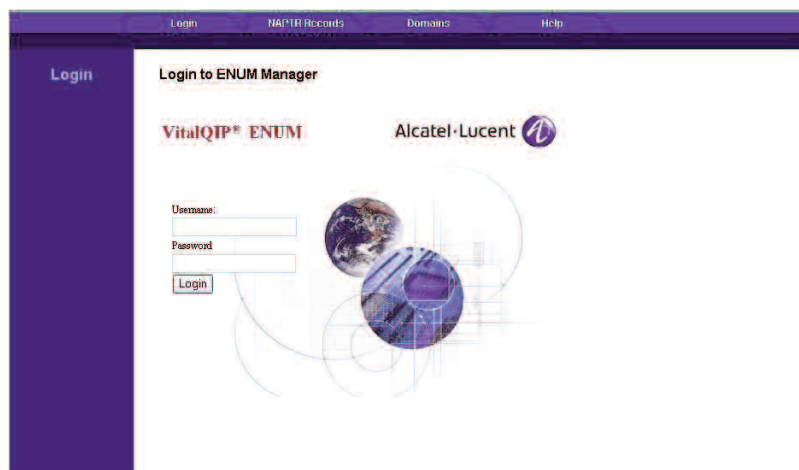 Login NAPTR Records Domains Help
Login
Login to ENUM Manager
VitalQIP® ENUM
Alcatel·Lucent
Username:
Password
Login